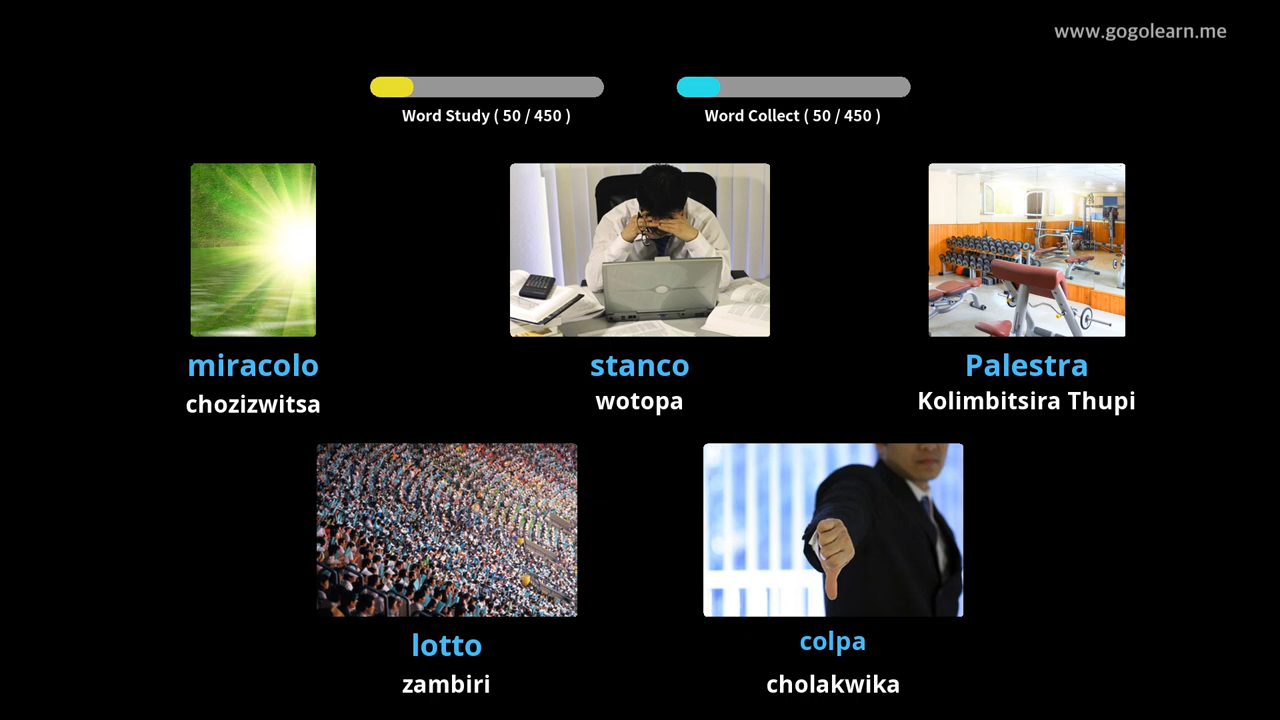 www.gogolearn.me
Word Study ( 50 / 450 )
Word Collect ( 50 / 450 )
miracolo
chozizwitsa
stanco
wotopa
Palestra
Kolimbitsira Thupi
lotto
zambiri
colpa
cholakwika